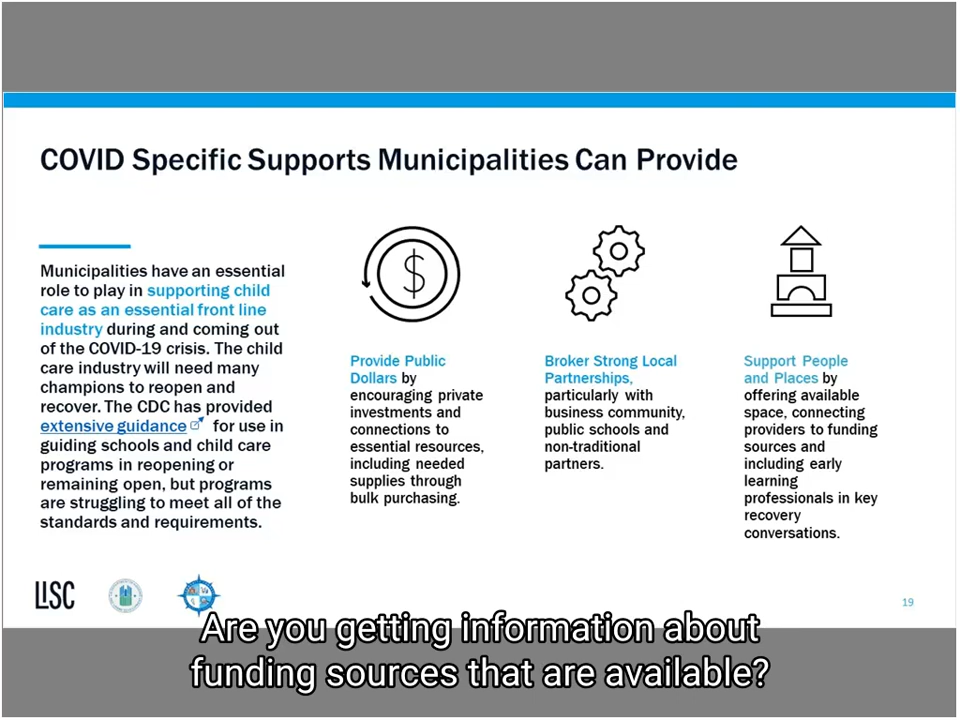 COVID Specific Supports Municipalities Can Provide
Municipalities have an essential
role to play in supporting child
care as an essential front line
industry during and coming out
of the COVID-19 crisis. The child
care industry will need many
champions to reopen and
recover. The CDC has provided
extensive guidance for use in
guiding schools and child care
programs in reopening or
remaining open, but programs
are struggling to meet all of the
standards and requirements.
$
Provide Public
Dollars by
encouraging private
investments and
connections to
essential resources,
including needed
supplies through
bulk purchasing.
Broker Strong Local
Partnerships,
particularly with
business community,
public schools and
non-traditional
partners.
Support People
and Places by
offering available
space, connecting
providers to funding
sources and
including early
learning
professionals in key
recovery
conversations.
LISC
19
Are you getting information about
funding sources that are available?